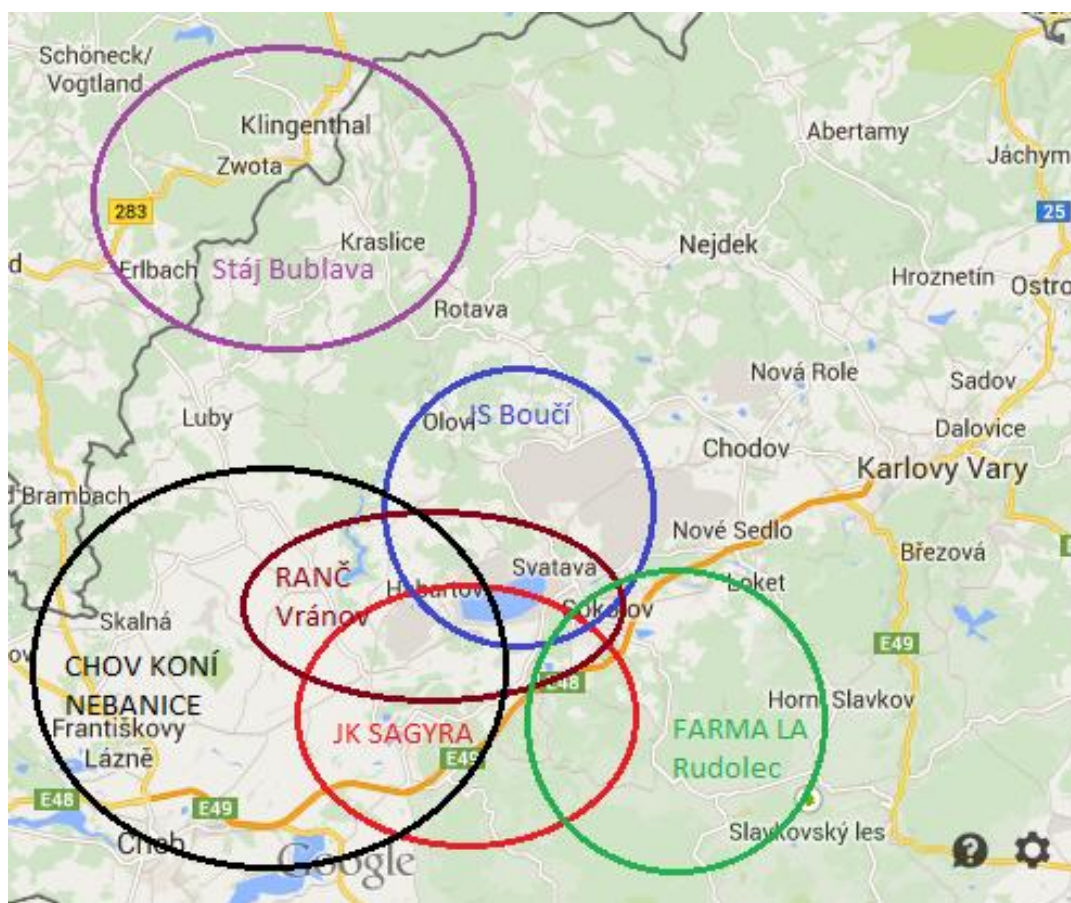 Schöneck/
Vogtland
Klingenthal
Abertamy
Zwota
Jáchym
283
25
Kraslice
Nejdek
d
Erlbach
Stáj Bublava
Hroznetín
Ostro
Rotava
Nová Role
Sadov
Luby
Olovi
JS Boučí
Chodov
Dalovice
Karlovy Vary
d Brambach
Nové Sedlo
Březová
Svatava
RANČ
Vránov
Habartov
Sokolov
Loket
Skalná
ov
E49
CHOV KONÍ
NEBANICE
E48
Horní Slavkov
Františkovy
Lázně
JK SAGYRA
FARMA LA
Rudolec
E49
E48
E49
Cheb
Slavkovský les
Google
?